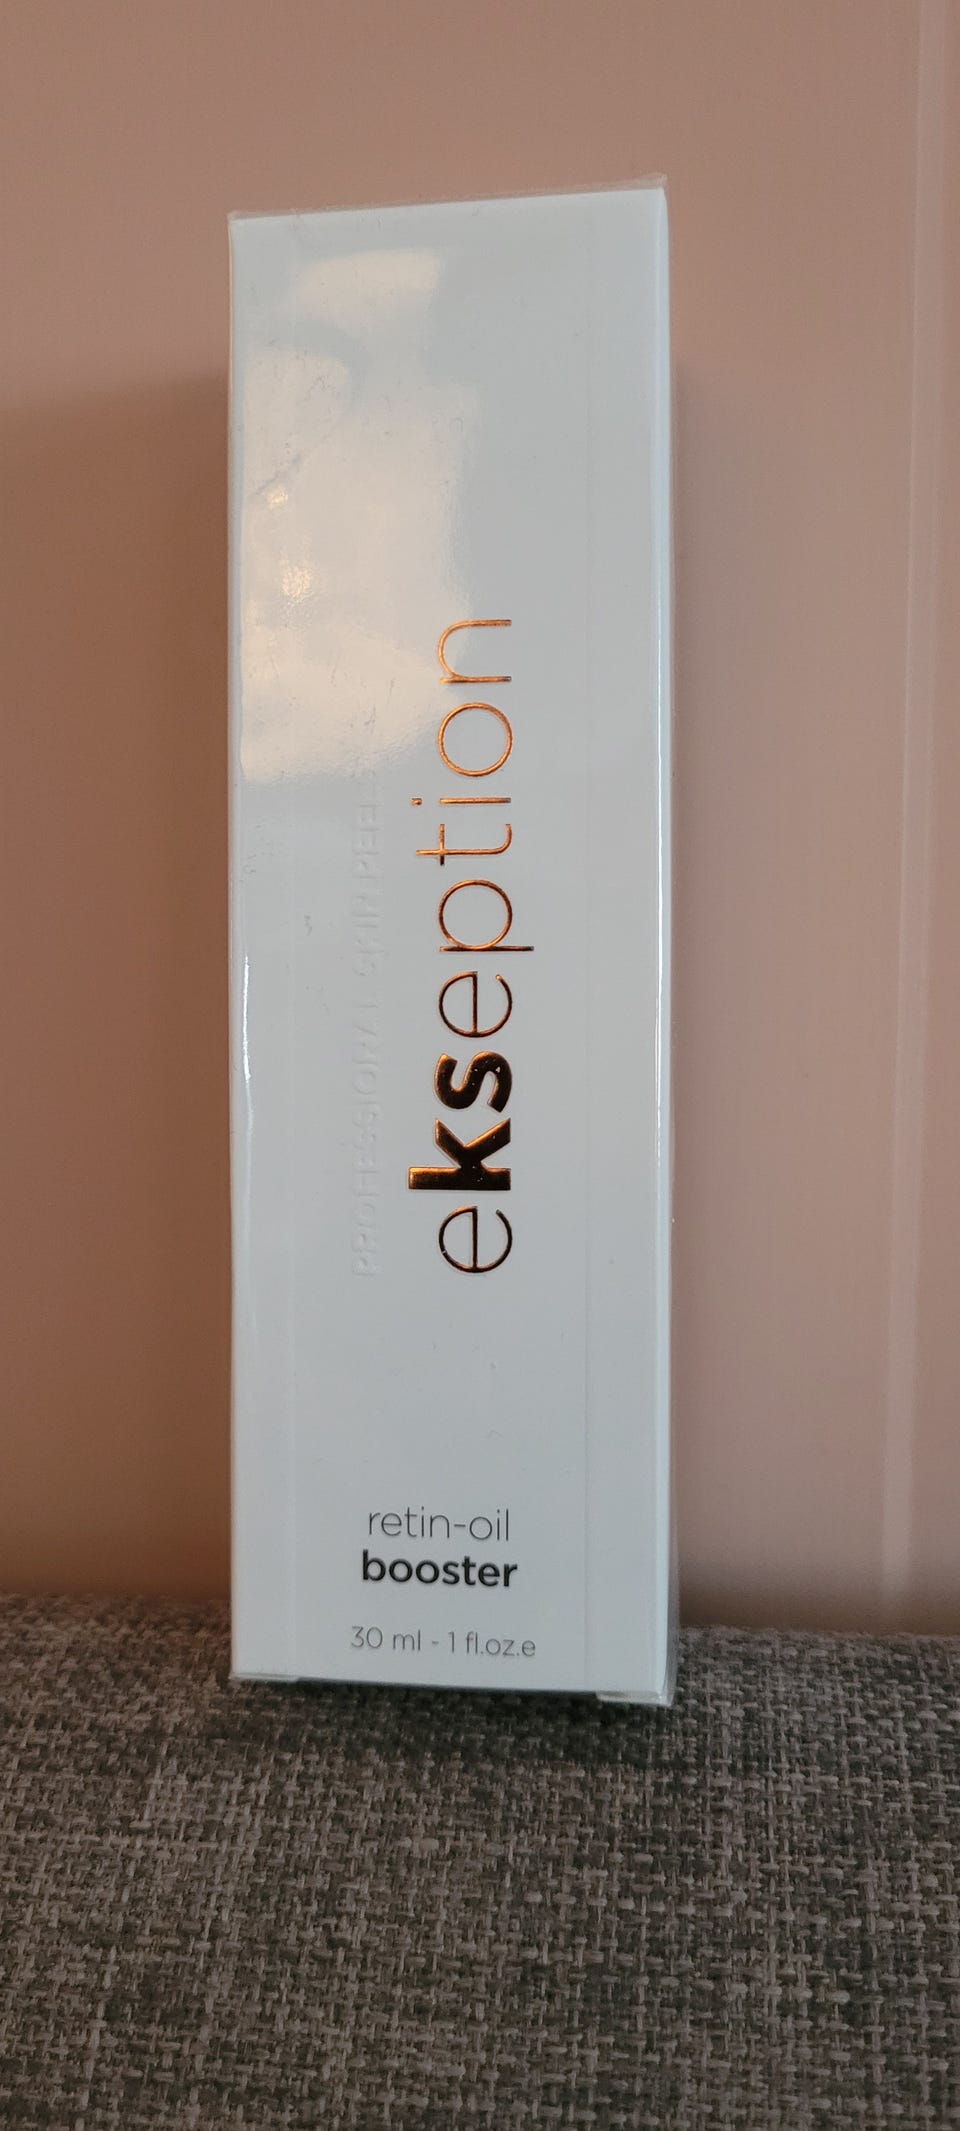 PROFESSIONAL SKIN PEELS
ekseption
retin-oil
booster
30 ml - 1 fl.oz.e